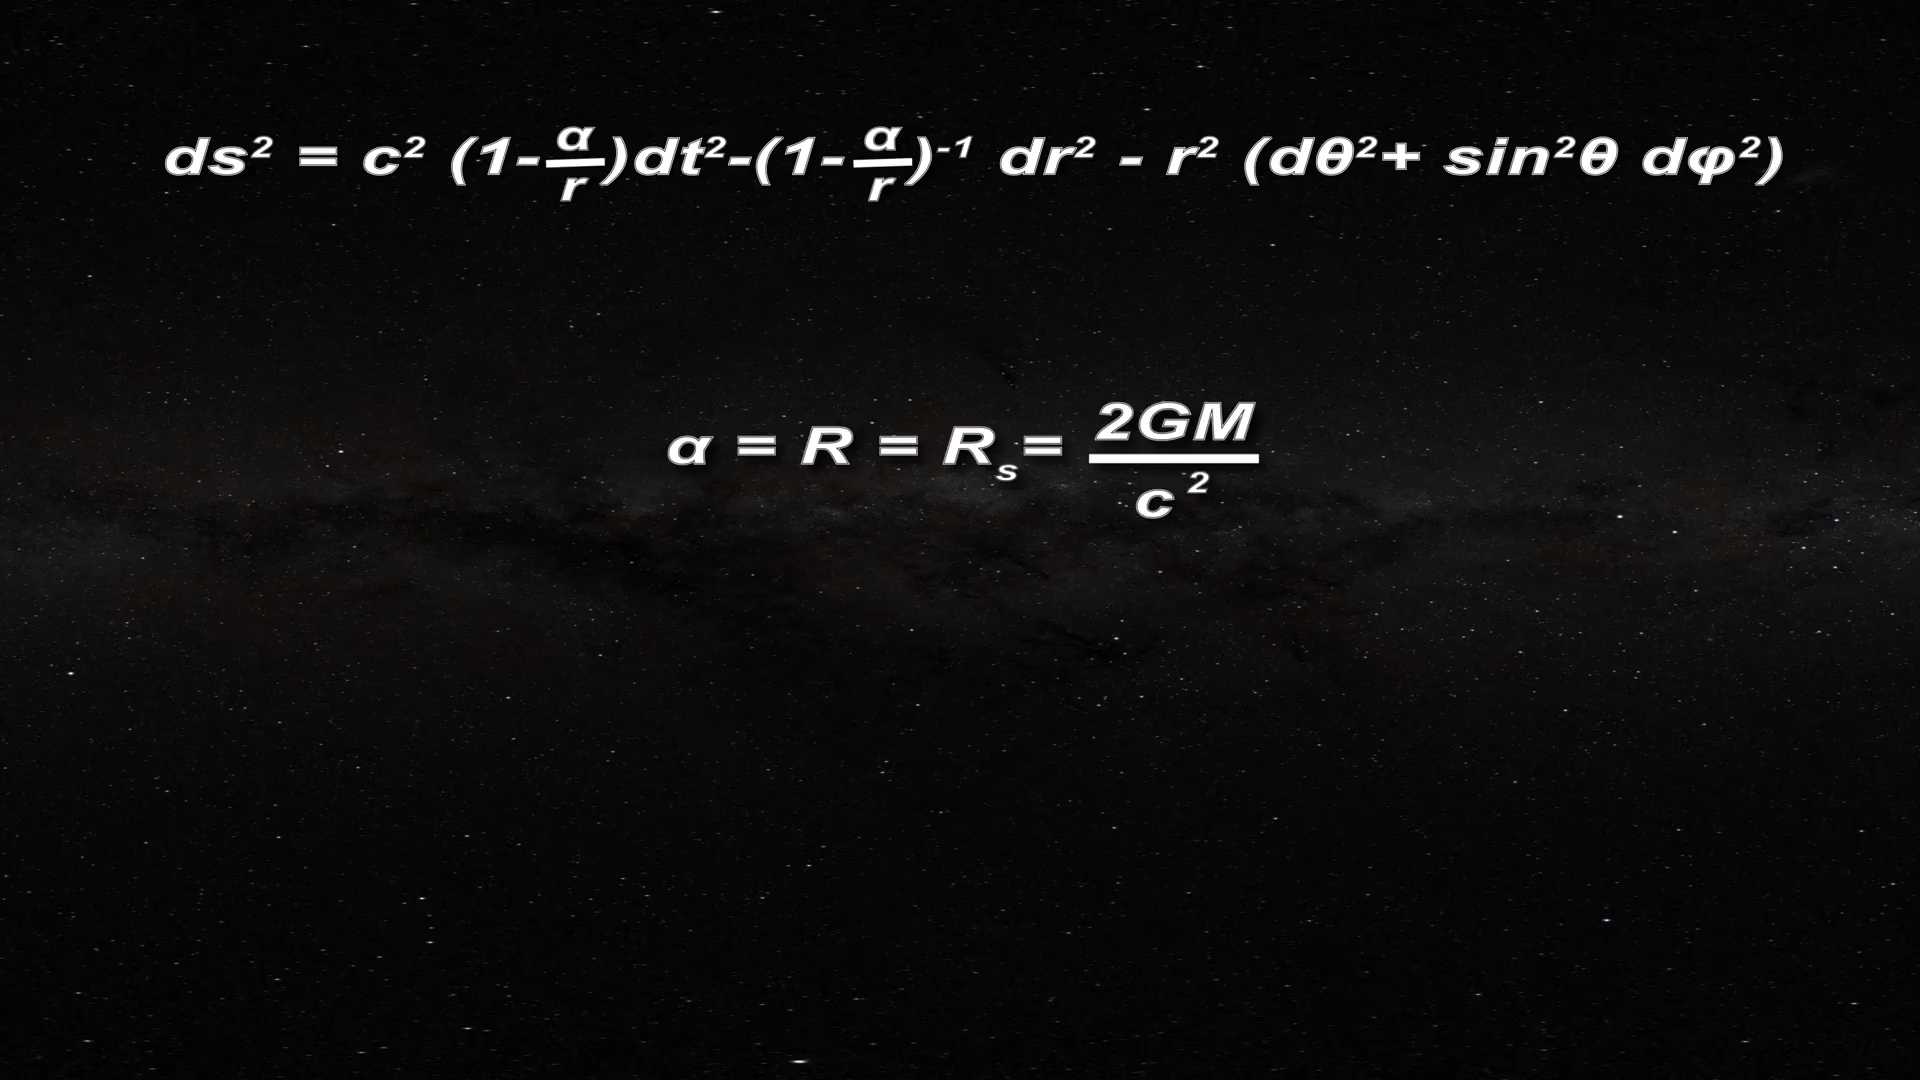 ds² = c² (1-α/r)dt²-(1-α/r)⁻¹ dr² - r² (dθ²+ sin²θ dφ²)
α = R = Rₛ= 2GM/c²